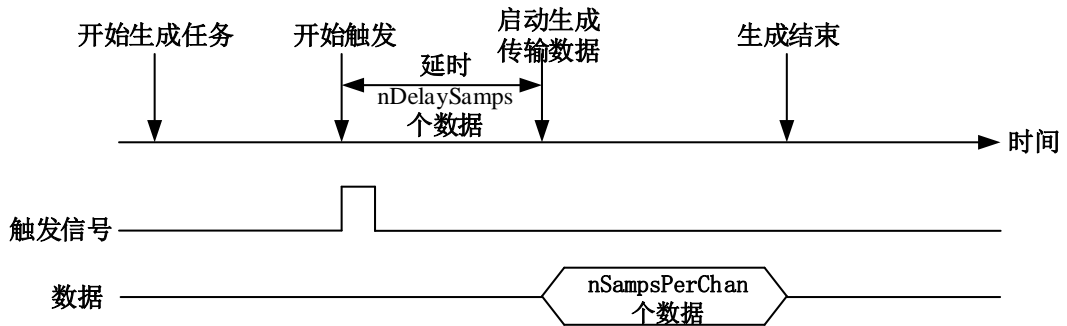 开始生成任务
开始触发
启动生成
传输数据
生成结束
延时
nDelaySamps
个数据
时间
触发信号
数据
nSampsPerChan
个数据